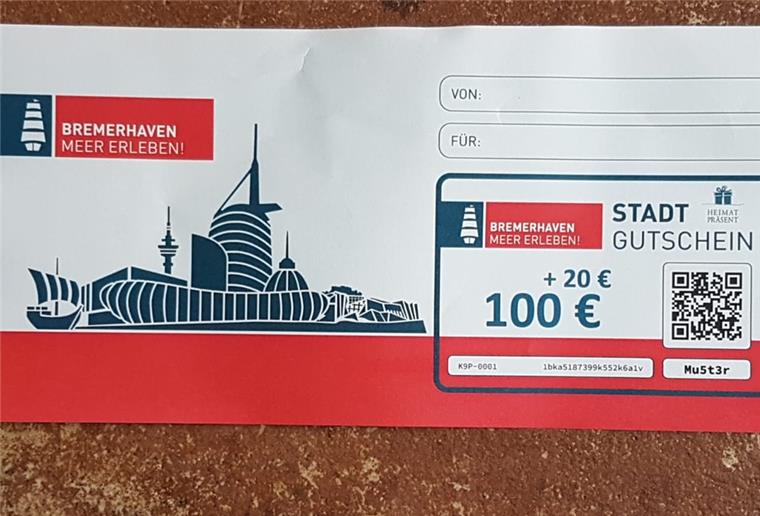 BREMERHAVEN
MEER ERLEBEN!
VON:
FÜR:
BREMERHAVEN
MEER ERLEBEN!
STADT
GUTSCHEIN
HEIMAT
PRÄSENT
+ 20 €
100 €
K9P-0001
1bka5187399k552k6a1v
Mu5t3r